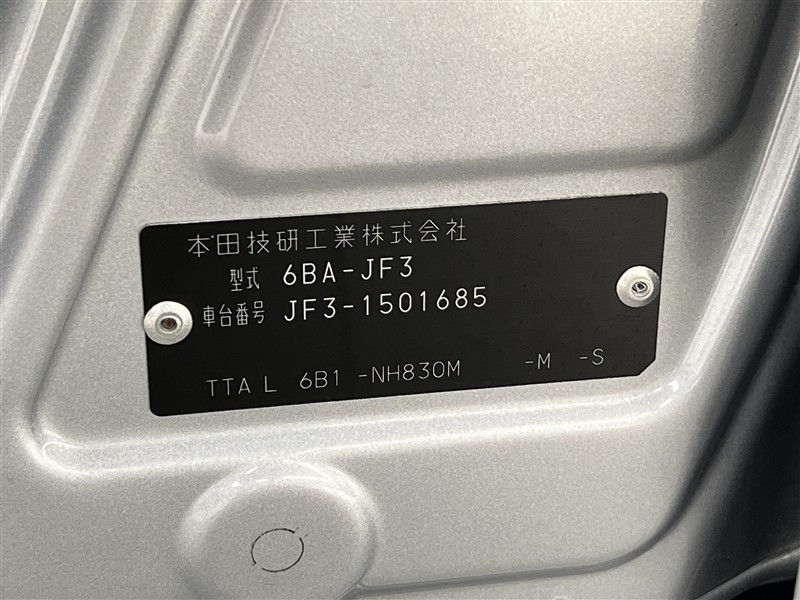 本田技研工業株式会社
型式 6BA-JF3
車台番号 JF3-1501685
TTA L 6B1 -NH830M -M -S